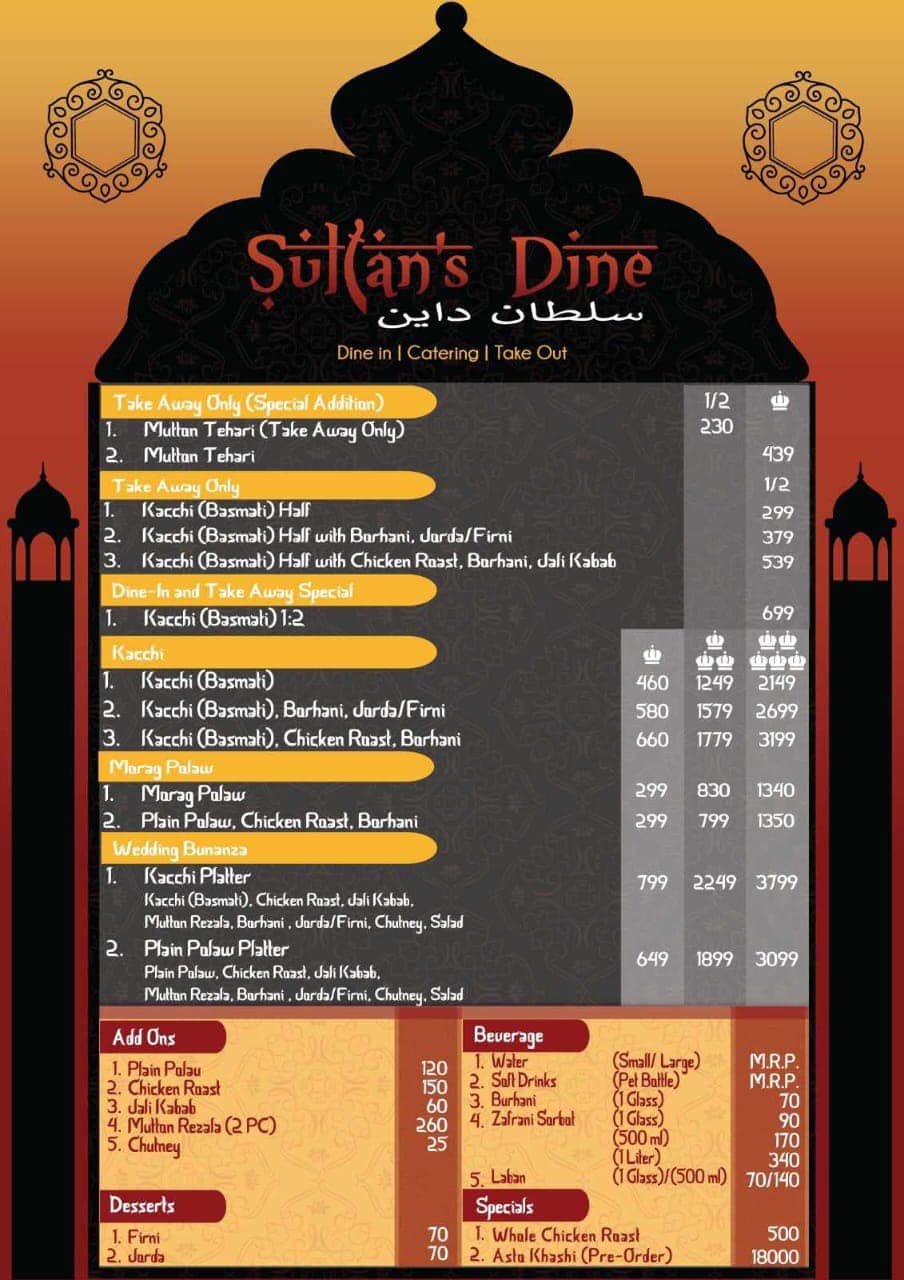 Sultan's Dine
سلطان داين
Dine in | Catering | Take Out
Take Away Only (Special Addition) 1/2
1. Mutton Tehari (Take Away Only) 230
2. Mutton Tehari 439
Take Away Only 1/2
1. Kacchi (Basmati) Half 299
2. Kacchi (Basmati) Half with Borhani, Jorda/Firni 379
3. Kacchi (Basmati) Half with Chicken Roast, Borhani, Jali Kabab 539
Dine-In and Take Away Special
1. Kacchi (Basmati) 1:2 699
Kacchi
1. Kacchi (Basmati) 460 1249 2149
2. Kacchi (Basmati), Borhani, Jorda/Firni 580 1579 2699
3. Kacchi (Basmati), Chicken Roast, Borhani 660 1779 3199
Morag Polaw
1. Morag Polaw 299 830 1340
2. Plain Polaw, Chicken Roast, Borhani 299 799 1350
Wedding Bunanza
1. Kacchi Platter 799 2249 3799
Kacchi (Basmati), Chicken Roast, Jali Kabab,
Mutton Rezala, Borhani , Jorda/Firni, Chutney, Salad
2. Plain Polaw Platter 649 1899 3099
Plain Polaw, Chicken Roast, Jali Kabab,
Mutton Rezala, Borhani , Jorda/Firni, Chutney, Salad
Add Ons
1. Plain Polau 120
2. Chicken Roast 150
3. Jali Kabab 60
4. Mutton Rezala (2 PC) 260
5. Chutney 25
Desserts
1. Firni 70
2. Jorda 70
Beverage
1. Water (Small/ Large) M.R.P.
2. Soft Drinks (Pet Bottle) M.R.P.
3. Burhani (1 Glass) 70
4. Zafrani Sorbot (1 Glass) 90
(500 ml) 170
(1 Liter) 340
5. Laban (1 Glass)/(500 ml) 70/140
Specials
1. Whole Chicken Roast 500
2. Asto Khashi (Pre-Order) 18000